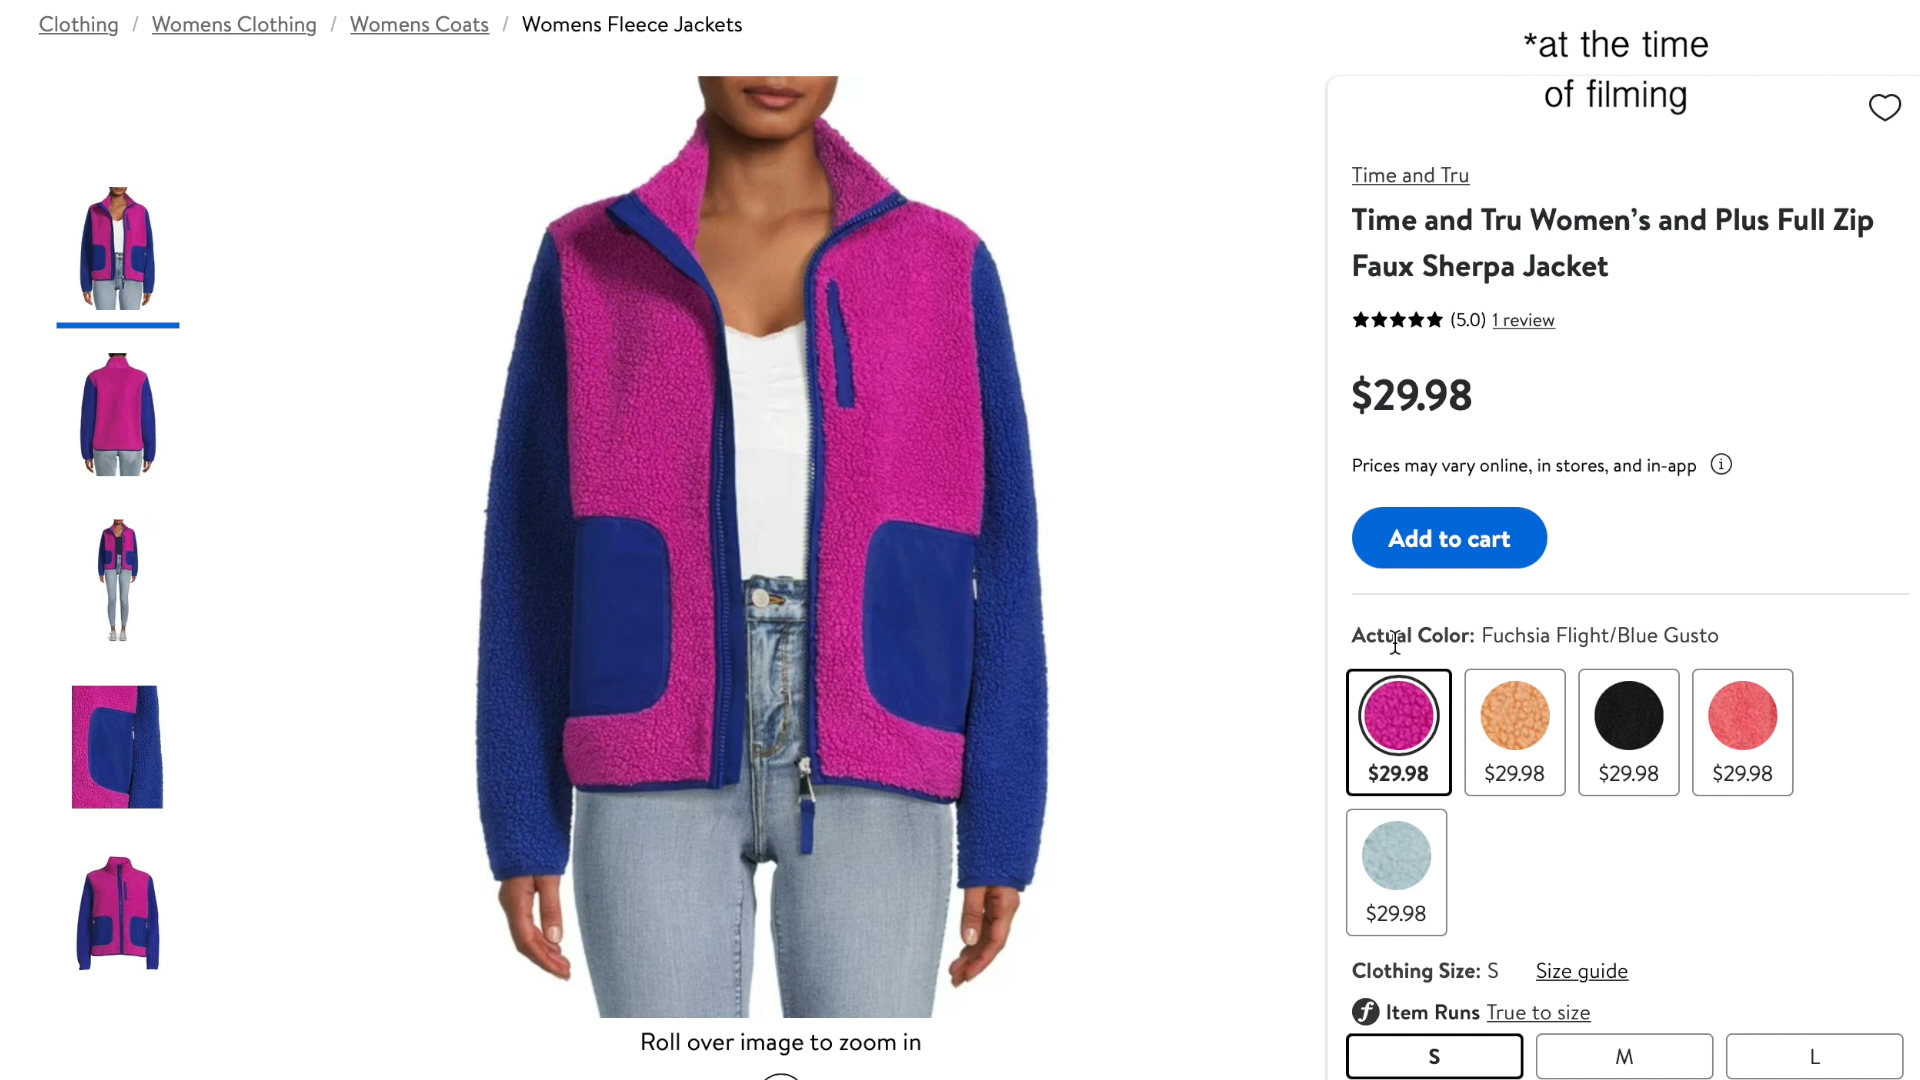 Clothing / Womens Clothing / Womens Coats / Womens Fleece Jackets
*at the time
of filming
Time and Tru
Time and Tru Women’s and Plus Full Zip
Faux Sherpa Jacket
(5.0) 1 review
$29.98
Prices may vary online, in stores, and in-app
Add to cart
Actual Color: Fuchsia Flight/Blue Gusto
$29.98 $29.98 $29.98 $29.98
$29.98
Clothing Size: S Size guide
Item Runs True to size
S M L
Roll over image to zoom in